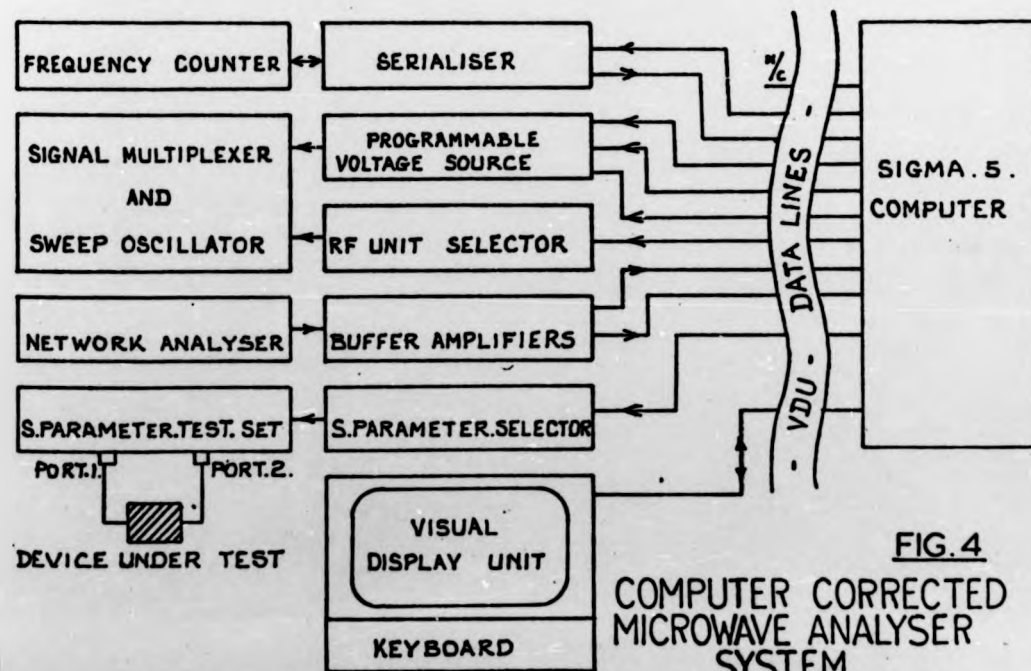 FREQUENCY COUNTER
SERIALISER
N/C
SIGNAL MULTIPLEXER
AND
SWEEP OSCILLATOR
PROGRAMMABLE
VOLTAGE SOURCE
RF UNIT SELECTOR
NETWORK ANALYSER
BUFFER AMPLIFIERS
S.PARAMETER.TEST.SET
S.PARAMETER.SELECTOR
PORT.1.
PORT.2.
DEVICE UNDER TEST
VISUAL
DISPLAY UNIT
KEYBOARD
- VDU - DATA LINES -
SIGMA.5.
COMPUTER
FIG.4
COMPUTER CORRECTED
MICROWAVE ANALYSER
SYSTEM